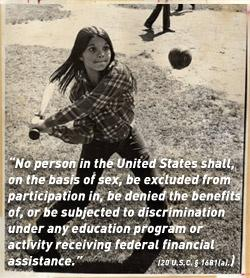 “No person in the United States shall,
on the basis of sex, be excluded from
participation in, be denied the benefits
of, or be subjected to discrimination
under any education program or
activity receiving federal financial
assistance.” (20 U.S.C. § 1681(a).)